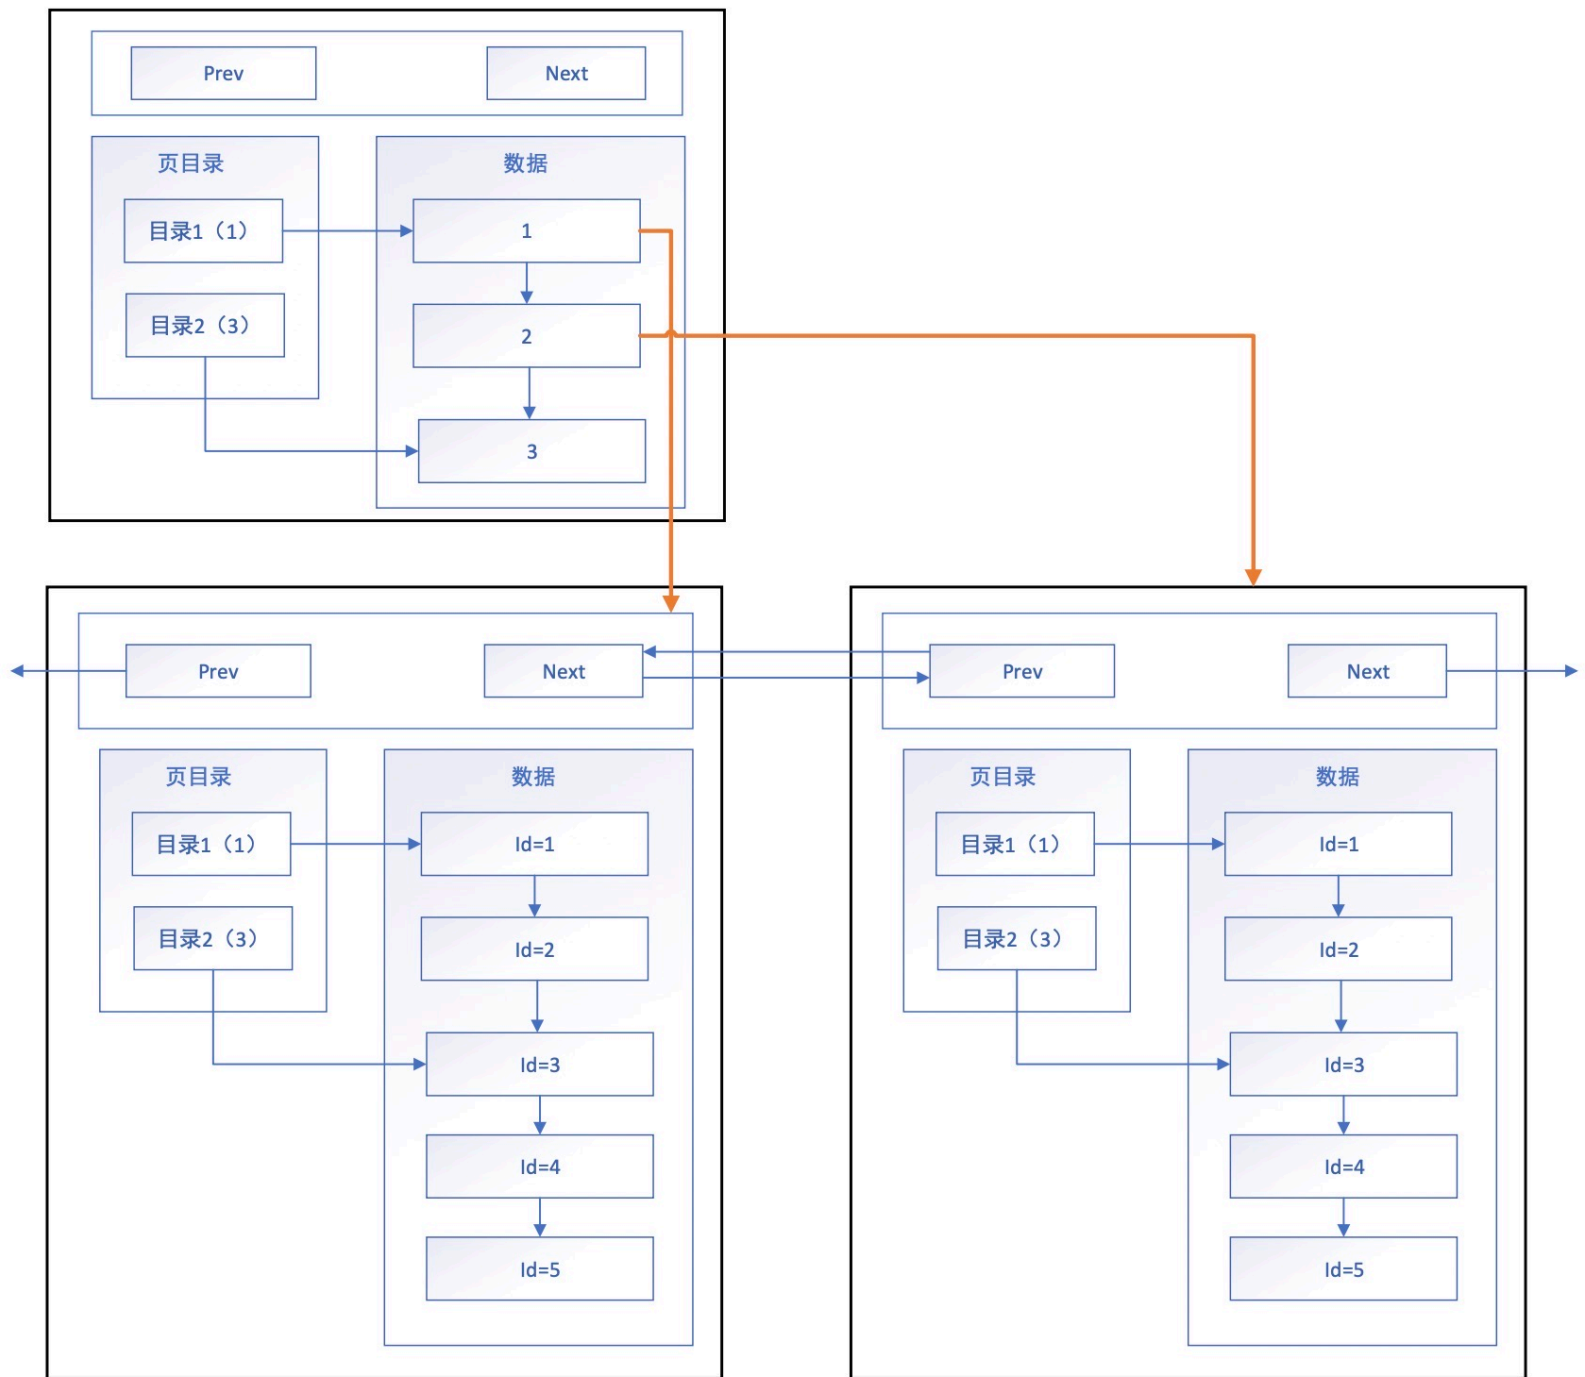 Prev
Next
页目录
目录1（1）
目录2（3）
数据
1
2
3
Prev
Next
页目录
目录1（1）
目录2（3）
数据
Id=1
Id=2
Id=3
Id=4
Id=5
Prev
Next
页目录
目录1（1）
目录2（3）
数据
Id=1
Id=2
Id=3
Id=4
Id=5